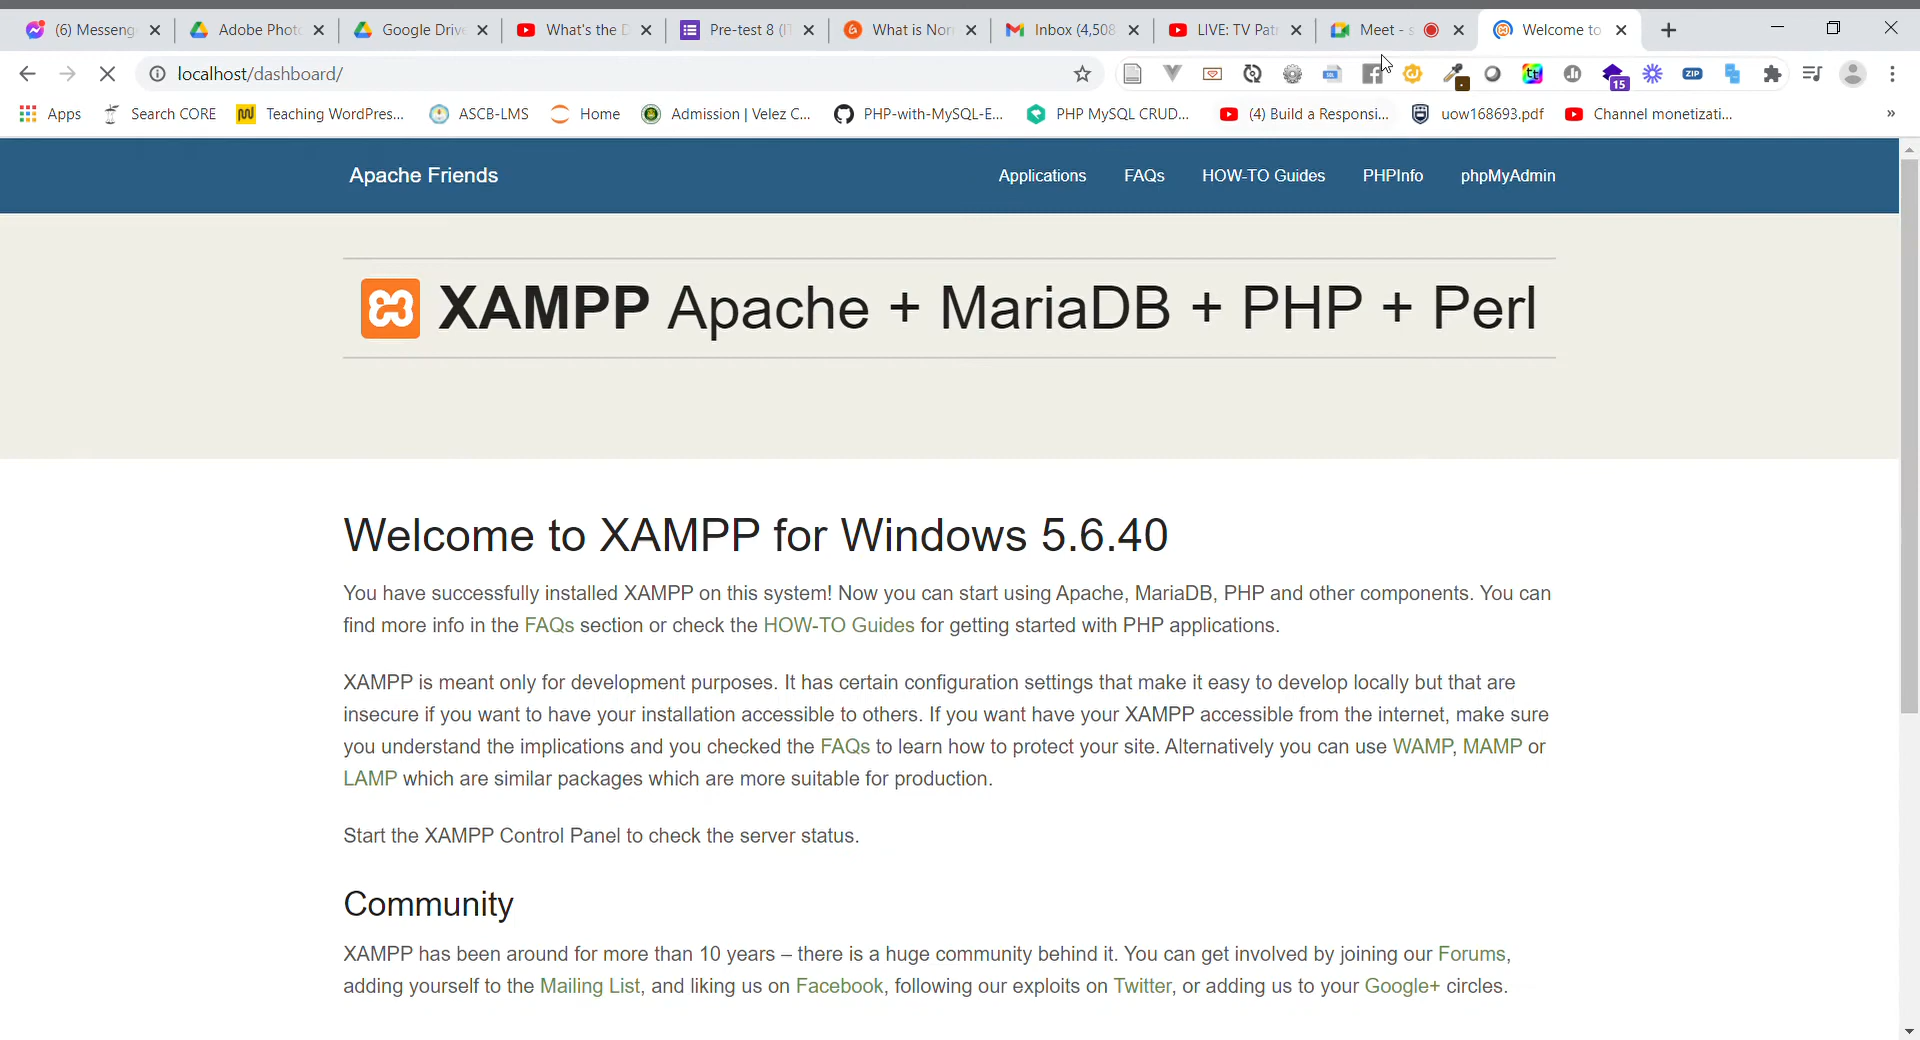 (6) Messeng
Adobe Phot
Google Drive
What's the D
Pre-test 8 (IT
What is Nor
Inbox (4,508
LIVE: TV Pat
Meet - s
Welcome to
localhost/dashboard/
15
ZIP
Apps
Search CORE
Teaching WordPres...
ASCB-LMS
Home
Admission | Velez C...
PHP-with-MySQL-E...
PHP MySQL CRUD...
(4) Build a Responsi...
uow168693.pdf
Channel monetizati...
»
Apache Friends
Applications
FAQs
HOW-TO Guides
PHPInfo
phpMyAdmin
XAMPP Apache + MariaDB + PHP + Perl
Welcome to XAMPP for Windows 5.6.40
You have successfully installed XAMPP on this system! Now you can start using Apache, MariaDB, PHP and other components. You can
find more info in the FAQs section or check the HOW-TO Guides for getting started with PHP applications.
XAMPP is meant only for development purposes. It has certain configuration settings that make it easy to develop locally but that are
insecure if you want to have your installation accessible to others. If you want have your XAMPP accessible from the internet, make sure
you understand the implications and you checked the FAQs to learn how to protect your site. Alternatively you can use WAMP, MAMP or
LAMP which are similar packages which are more suitable for production.
Start the XAMPP Control Panel to check the server status.
Community
XAMPP has been around for more than 10 years – there is a huge community behind it. You can get involved by joining our Forums,
adding yourself to the Mailing List, and liking us on Facebook, following our exploits on Twitter, or adding us to your Google+ circles.